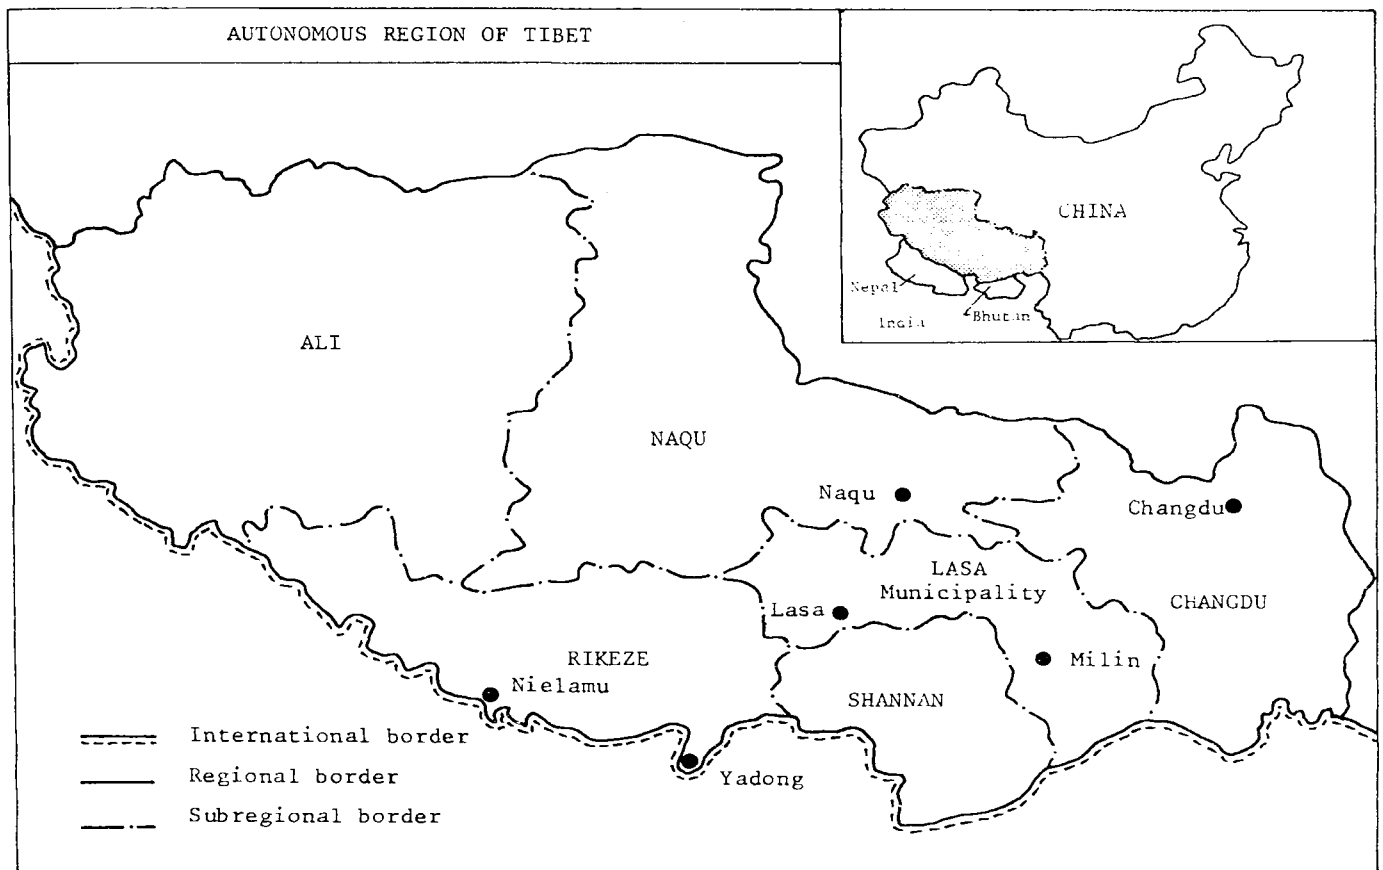 AUTONOMOUS REGION OF TIBET
CHINA
Nepal
India
Bhutan
ALI
NAQU
Naqu
Changdu
LASA
Municipality
Lasa
CHANGDU
RIKEZE
Nielamu
Milin
SHANNAN
Yadong
International border
Regional border
Subregional border